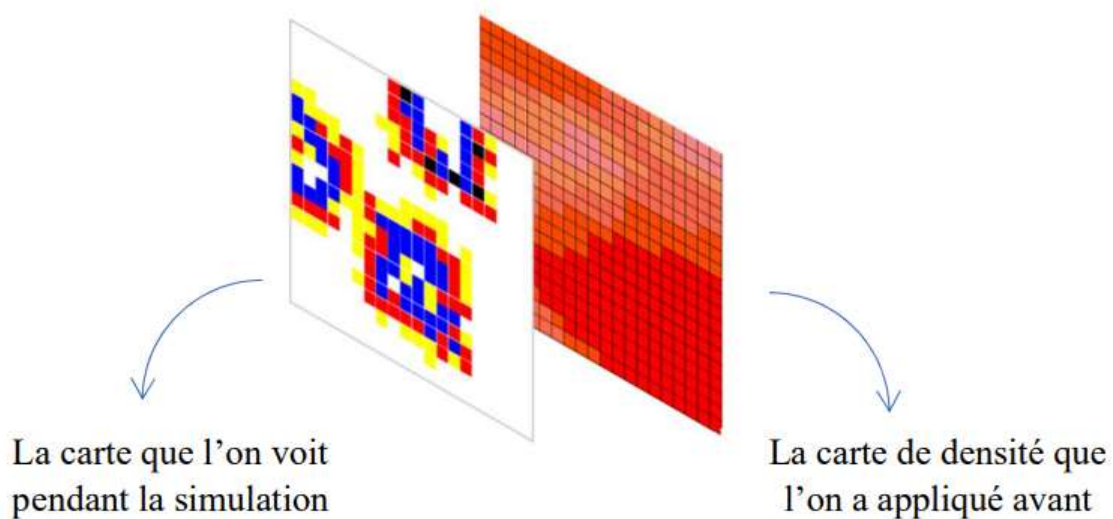 La carte que l’on voit
pendant la simulation
La carte de densité que
l’on a appliqué avant